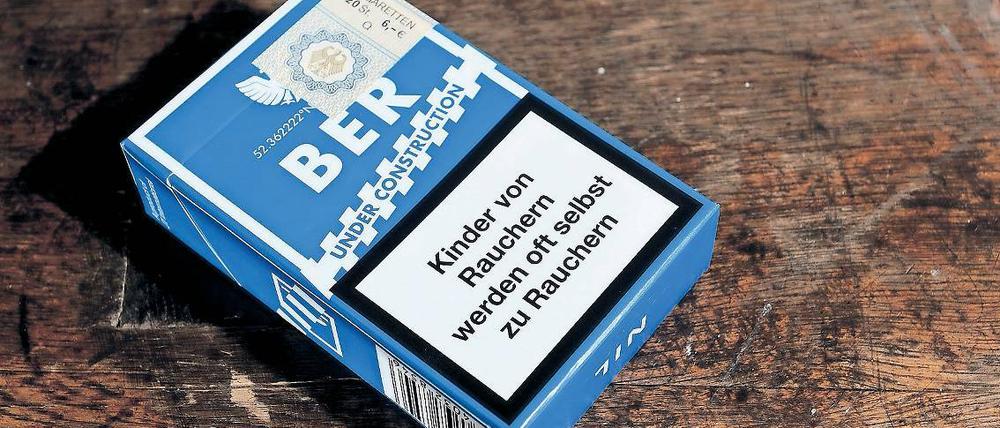 20 St. 6,- €
52.362222°
BER
UNDER CONSTRUCTION
Kinder von
Rauchern
werden oft selbst
zu Rauchern
NIL